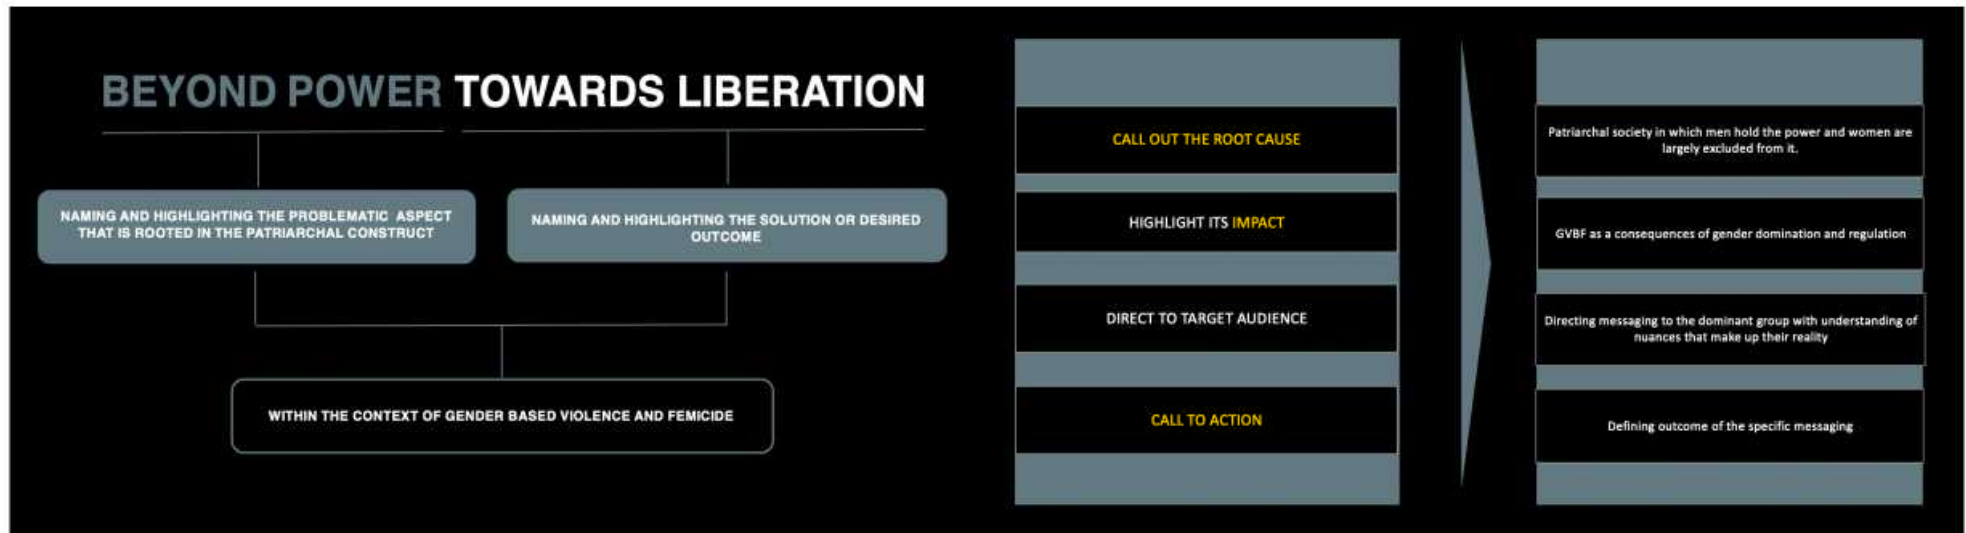 BEYOND POWER TOWARDS LIBERATION
NAMING AND HIGHLIGHTING THE PROBLEMATIC ASPECT
THAT IS ROOTED IN THE PATRIARCHAL CONSTRUCT
NAMING AND HIGHLIGHTING THE SOLUTION OR DESIRED
OUTCOME
WITHIN THE CONTEXT OF GENDER BASED VIOLENCE AND FEMICIDE
CALL OUT THE ROOT CAUSE
HIGHLIGHT ITS IMPACT
DIRECT TO TARGET AUDIENCE
CALL TO ACTION
Patriarchal society in which men hold the power and women are
largely excluded from it.
GVBF as a consequences of gender domination and regulation
Directing messaging to the dominant group with understanding of
nuances that make up their reality
Defining outcome of the specific messaging